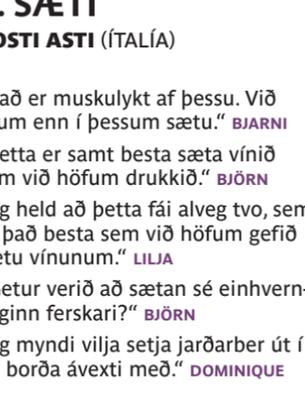 . SÆTI
OSTI ASTI (ÍTALÍA)
að er muskulykt af þessu. Við
um enn í þessum sætu.“ BJARNI
etta er samt besta sæta vínið
m við höfum drukkið.“ BJÖRN
g held að þetta fái alveg tvo, sem
það besta sem við höfum gefið
etu vínunum.“ LILJA
etur verið að sætan sé einhvern-
ginn ferskari?“ BJÖRN
g myndi vilja setja jarðarber út í
borða ávexti með.“ DOMINIQUE